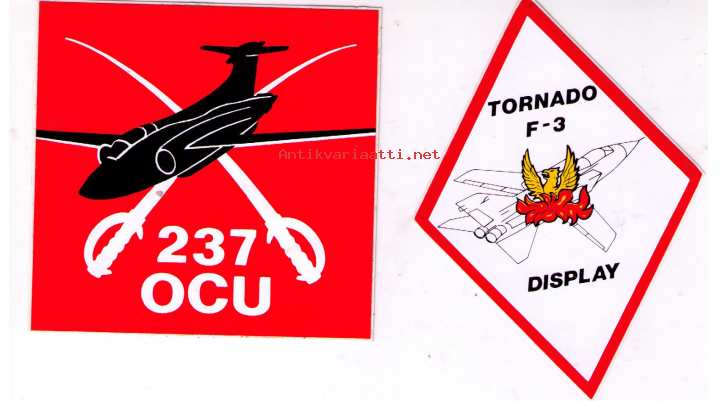 237
OCU
Antikvariaatti.net
TORNADO
F-3
DISPLAY